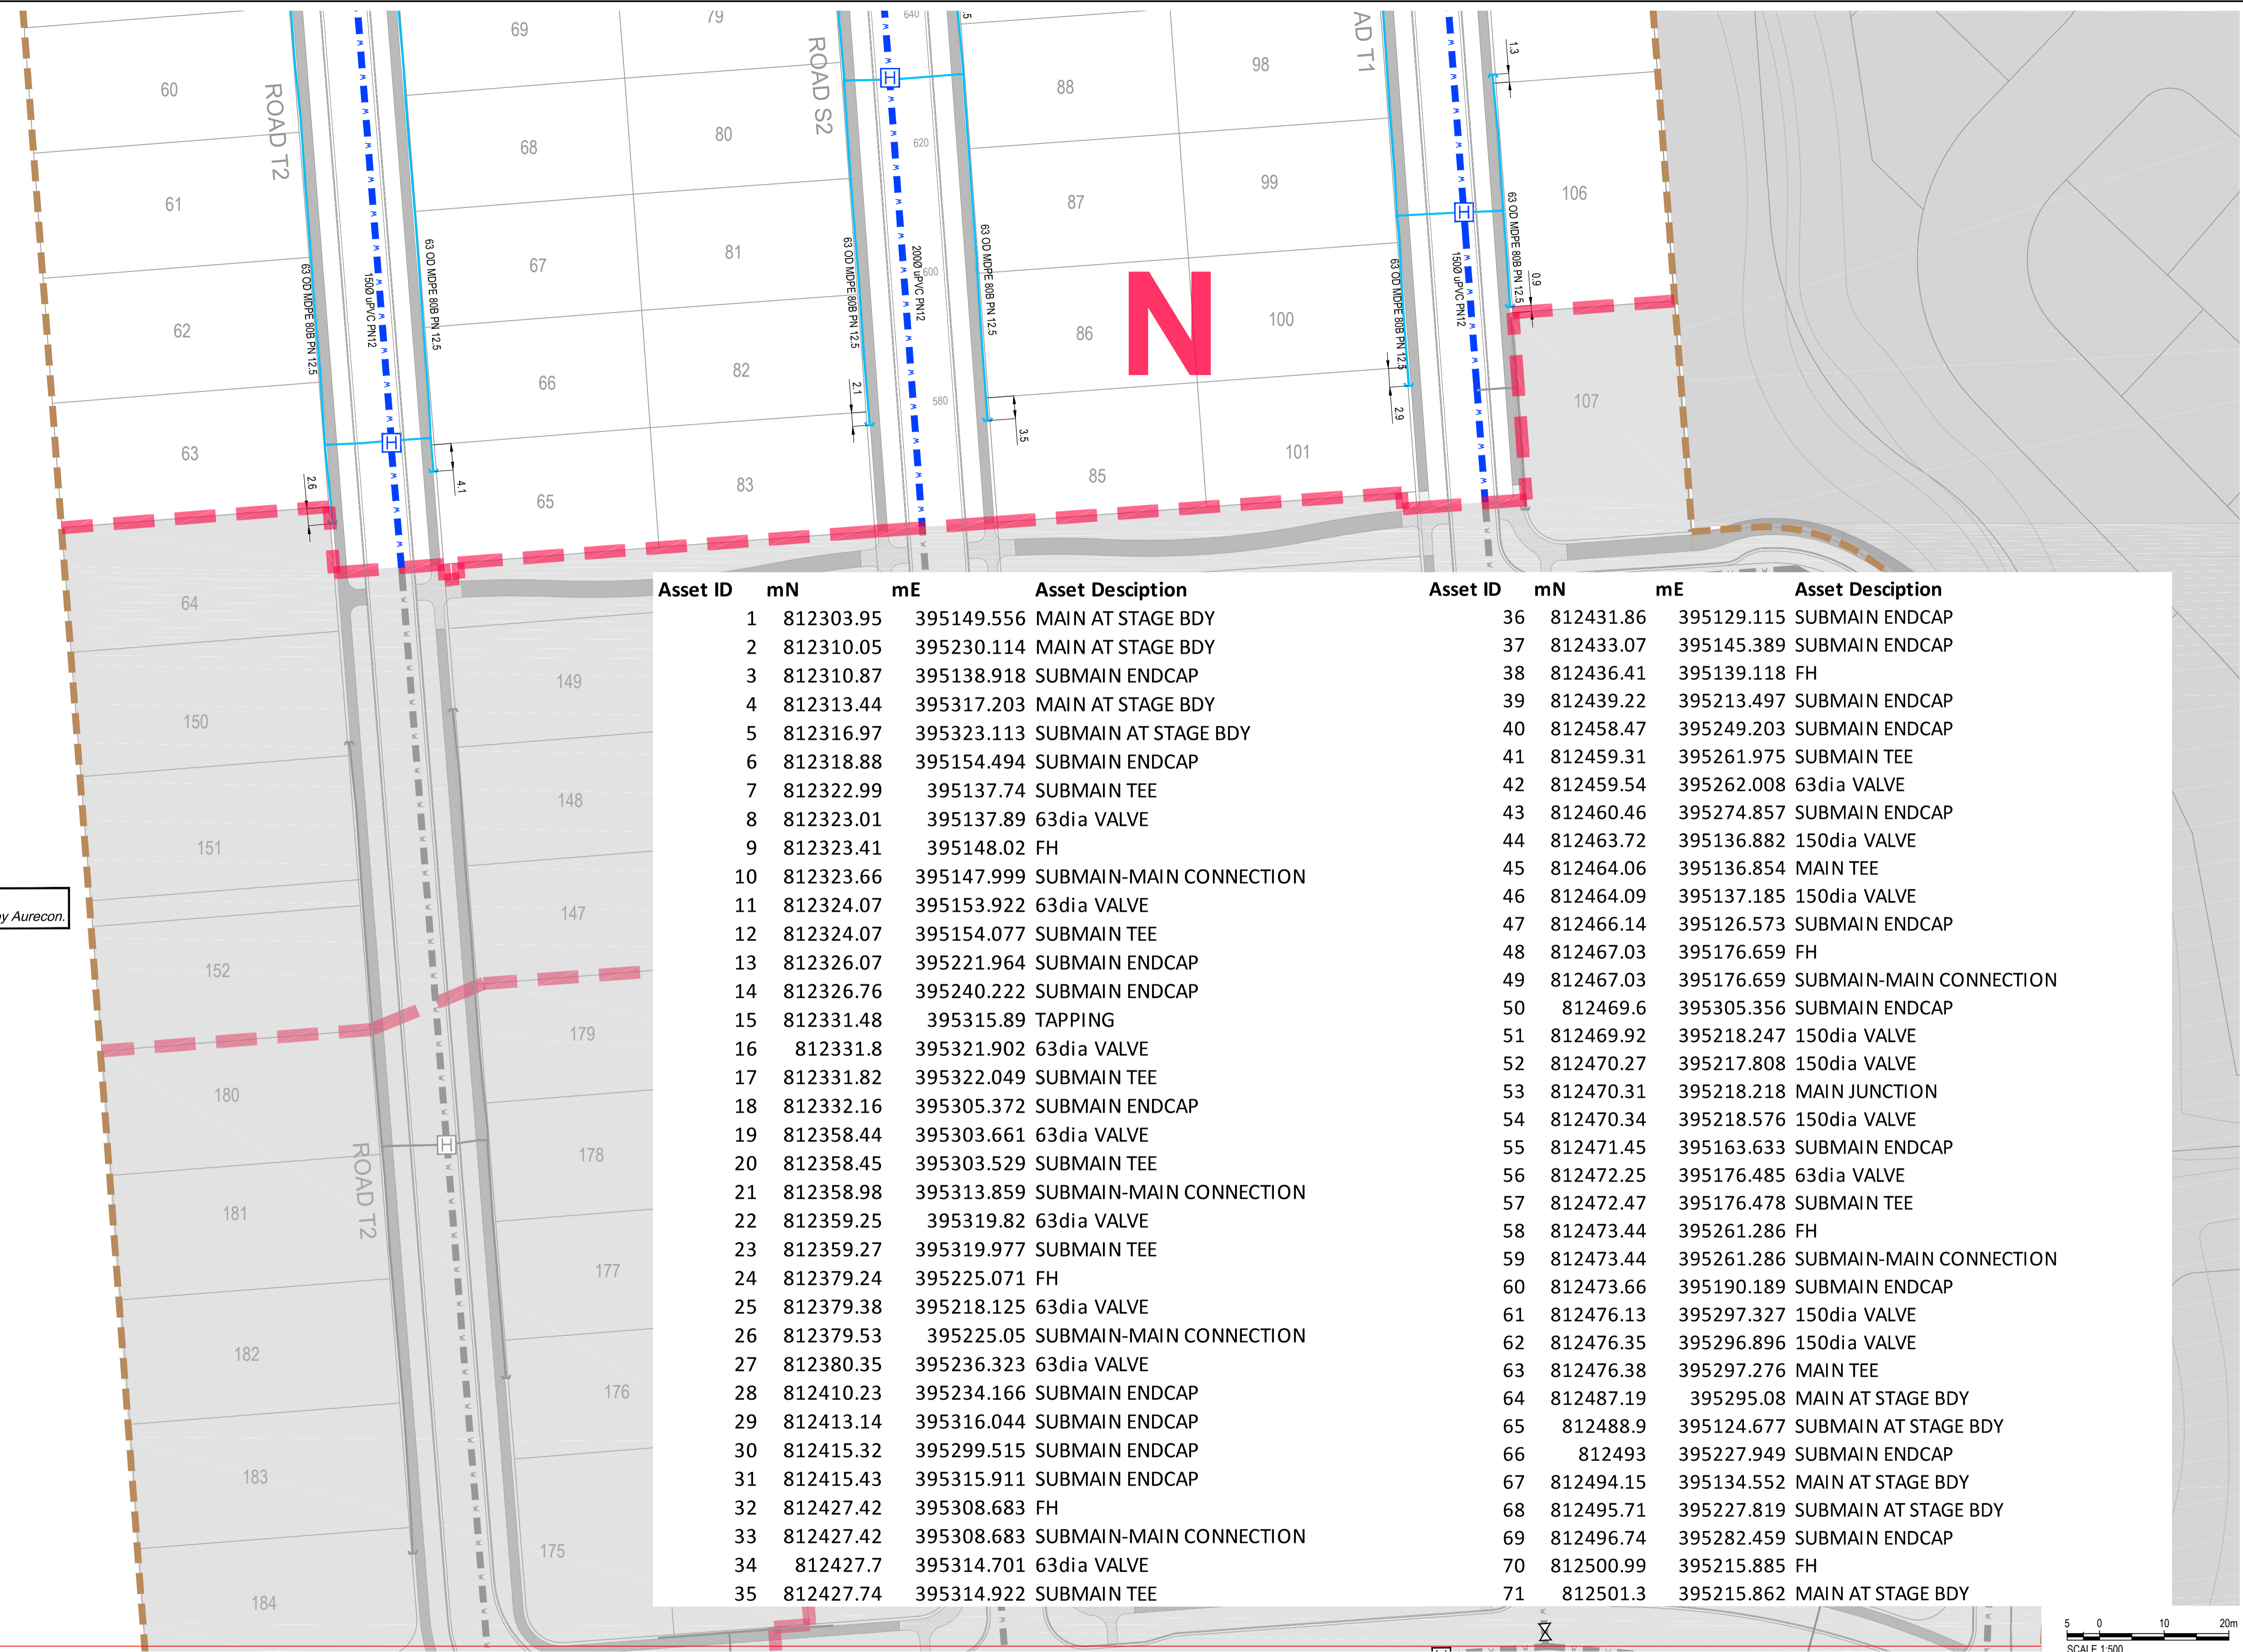 640
.5
79
69
60
ROAD T2
ROAD S2
88
98
AD T1
1.3
106
68
80
620
61
87
99
63 OD MDPE 80B PN 12.5
150Ø uPVC PN12
63 OD MDPE 80B PN 12.5
67
81
63 OD MDPE 80B PN 12.5
200Ø uPVC PN12
600
63 OD MDPE 80B PN 12.5
63 OD MDPE 80B PN 12.5
150Ø uPVC PN12
63 OD MDPE 80B PN 12.5
0.9
62
66
82
86
N
100
107
2.1
580
3.5
2.9
63
2.6
4.1
65
83
85
101
64
150
149
148
151
by Aurecon.
147
152
179
180
ROAD T2
178
181
177
182
176
183
175
184
Asset ID mN mE Asset Desciption
1 812303.95 395149.556 MAIN AT STAGE BDY
2 812310.05 395230.114 MAIN AT STAGE BDY
3 812310.87 395138.918 SUBMAIN ENDCAP
4 812313.44 395317.203 MAIN AT STAGE BDY
5 812316.97 395323.113 SUBMAIN AT STAGE BDY
6 812318.88 395154.494 SUBMAIN ENDCAP
7 812322.99 395137.74 SUBMAIN TEE
8 812323.01 395137.89 63dia VALVE
9 812323.41 395148.02 FH
10 812323.66 395147.999 SUBMAIN-MAIN CONNECTION
11 812324.07 395153.922 63dia VALVE
12 812324.07 395154.077 SUBMAIN TEE
13 812326.07 395221.964 SUBMAIN ENDCAP
14 812326.76 395240.222 SUBMAIN ENDCAP
15 812331.48 395315.89 TAPPING
16 812331.8 395321.902 63dia VALVE
17 812331.82 395322.049 SUBMAIN TEE
18 812332.16 395305.372 SUBMAIN ENDCAP
19 812358.44 395303.661 63dia VALVE
20 812358.45 395303.529 SUBMAIN TEE
21 812358.98 395313.859 SUBMAIN-MAIN CONNECTION
22 812359.25 395319.82 63dia VALVE
23 812359.27 395319.977 SUBMAIN TEE
24 812379.24 395225.071 FH
25 812379.38 395218.125 63dia VALVE
26 812379.53 395225.05 SUBMAIN-MAIN CONNECTION
27 812380.35 395236.323 63dia VALVE
28 812410.23 395234.166 SUBMAIN ENDCAP
29 812413.14 395316.044 SUBMAIN ENDCAP
30 812415.32 395299.515 SUBMAIN ENDCAP
31 812415.43 395315.911 SUBMAIN ENDCAP
32 812427.42 395308.683 FH
33 812427.42 395308.683 SUBMAIN-MAIN CONNECTION
34 812427.7 395314.701 63dia VALVE
35 812427.74 395314.922 SUBMAIN TEE
Asset ID mN mE Asset Desciption
36 812431.86 395129.115 SUBMAIN ENDCAP
37 812433.07 395145.389 SUBMAIN ENDCAP
38 812436.41 395139.118 FH
39 812439.22 395213.497 SUBMAIN ENDCAP
40 812458.47 395249.203 SUBMAIN ENDCAP
41 812459.31 395261.975 SUBMAIN TEE
42 812459.54 395262.008 63dia VALVE
43 812460.46 395274.857 SUBMAIN ENDCAP
44 812463.72 395136.882 150dia VALVE
45 812464.06 395136.854 MAIN TEE
46 812464.09 395137.185 150dia VALVE
47 812466.14 395126.573 SUBMAIN ENDCAP
48 812467.03 395176.659 FH
49 812467.03 395176.659 SUBMAIN-MAIN CONNECTION
50 812469.6 395305.356 SUBMAIN ENDCAP
51 812469.92 395218.247 150dia VALVE
52 812470.27 395217.808 150dia VALVE
53 812470.31 395218.218 MAIN JUNCTION
54 812470.34 395218.576 150dia VALVE
55 812471.45 395163.633 SUBMAIN ENDCAP
56 812472.25 395176.485 63dia VALVE
57 812472.47 395176.478 SUBMAIN TEE
58 812473.44 395261.286 FH
59 812473.44 395261.286 SUBMAIN-MAIN CONNECTION
60 812473.66 395190.189 SUBMAIN ENDCAP
61 812476.13 395297.327 150dia VALVE
62 812476.35 395296.896 150dia VALVE
63 812476.38 395297.276 MAIN TEE
64 812487.19 395295.08 MAIN AT STAGE BDY
65 812488.9 395124.677 SUBMAIN AT STAGE BDY
66 812493 395227.949 SUBMAIN ENDCAP
67 812494.15 395134.552 MAIN AT STAGE BDY
68 812495.71 395227.819 SUBMAIN AT STAGE BDY
69 812496.74 395282.459 SUBMAIN ENDCAP
70 812500.99 395215.885 FH
71 812501.3 395215.862 MAIN AT STAGE BDY
5 0 10 20m
SCALE 1:500